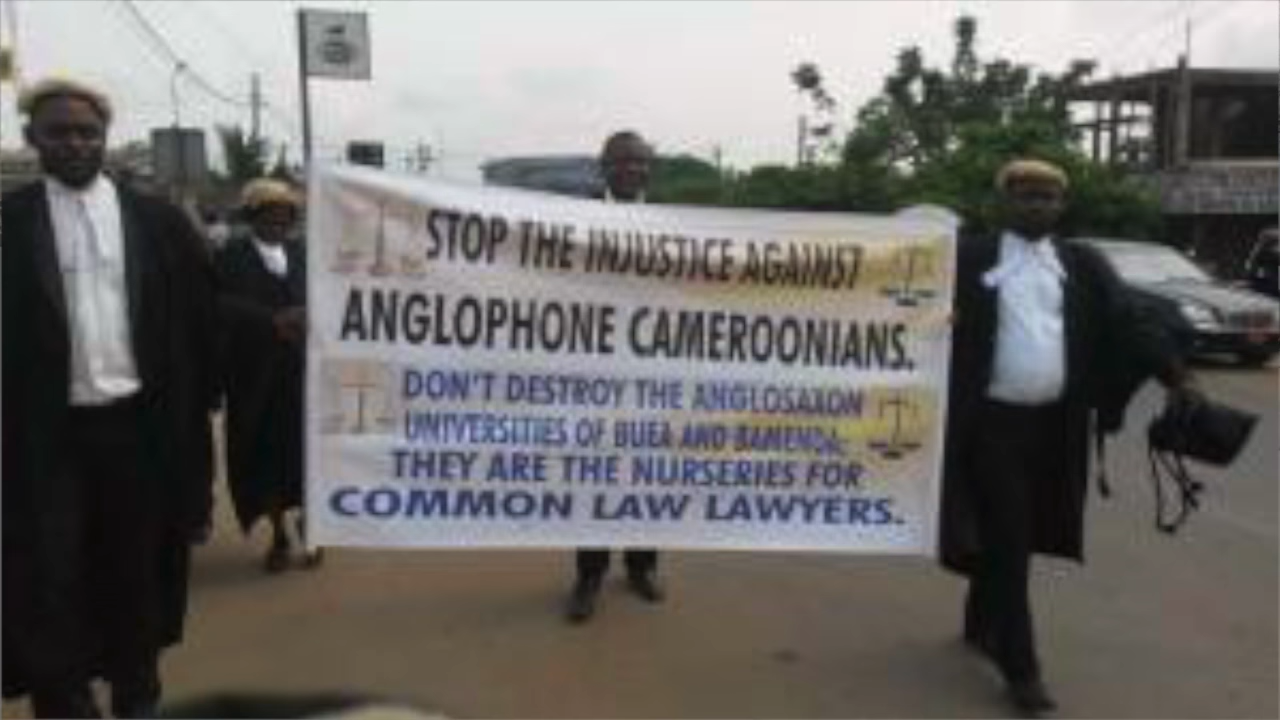 STOP THE INJUSTICE AGAINST
ANGLOPHONE CAMEROONIANS.
DON'T DESTROY THE ANGLOSAXON
UNIVERSITIES OF BUEA AND BAMENDA.
THEY ARE THE NURSERIES FOR
COMMON LAW LAWYERS.